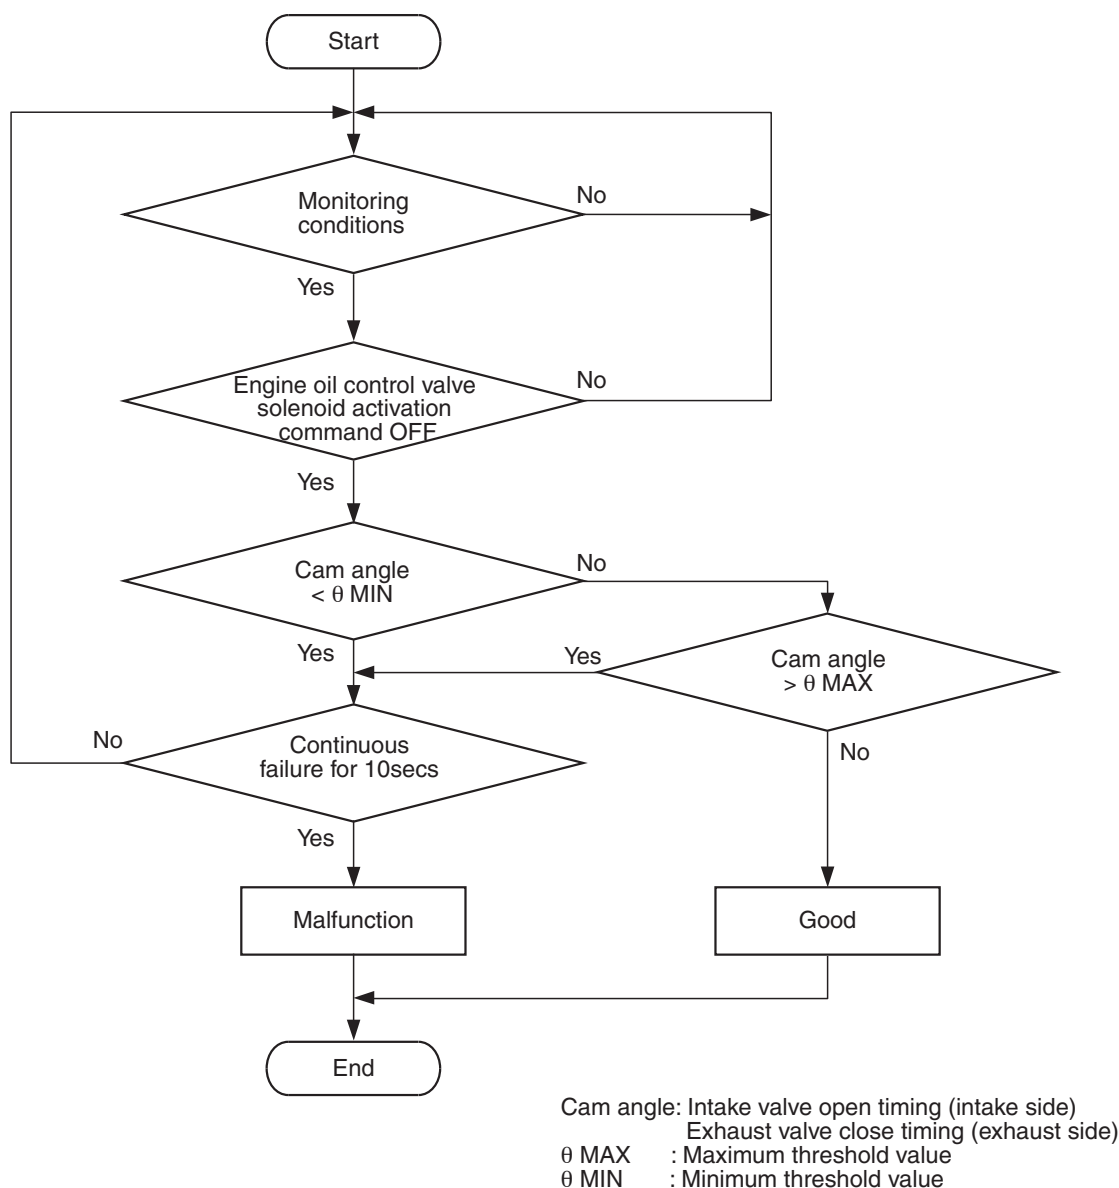 Start
Monitoring
conditions
No
Yes
Engine oil control valve
solenoid activation
command OFF
No
Yes
Cam angle
< θ MIN
No
Yes
Cam angle
> θ MAX
Yes
No
Continuous
failure for 10secs
No
Yes
Malfunction
Good
End
Cam angle: Intake valve open timing (intake side)
Exhaust valve close timing (exhaust side)
θ MAX : Maximum threshold value
θ MIN : Minimum threshold value